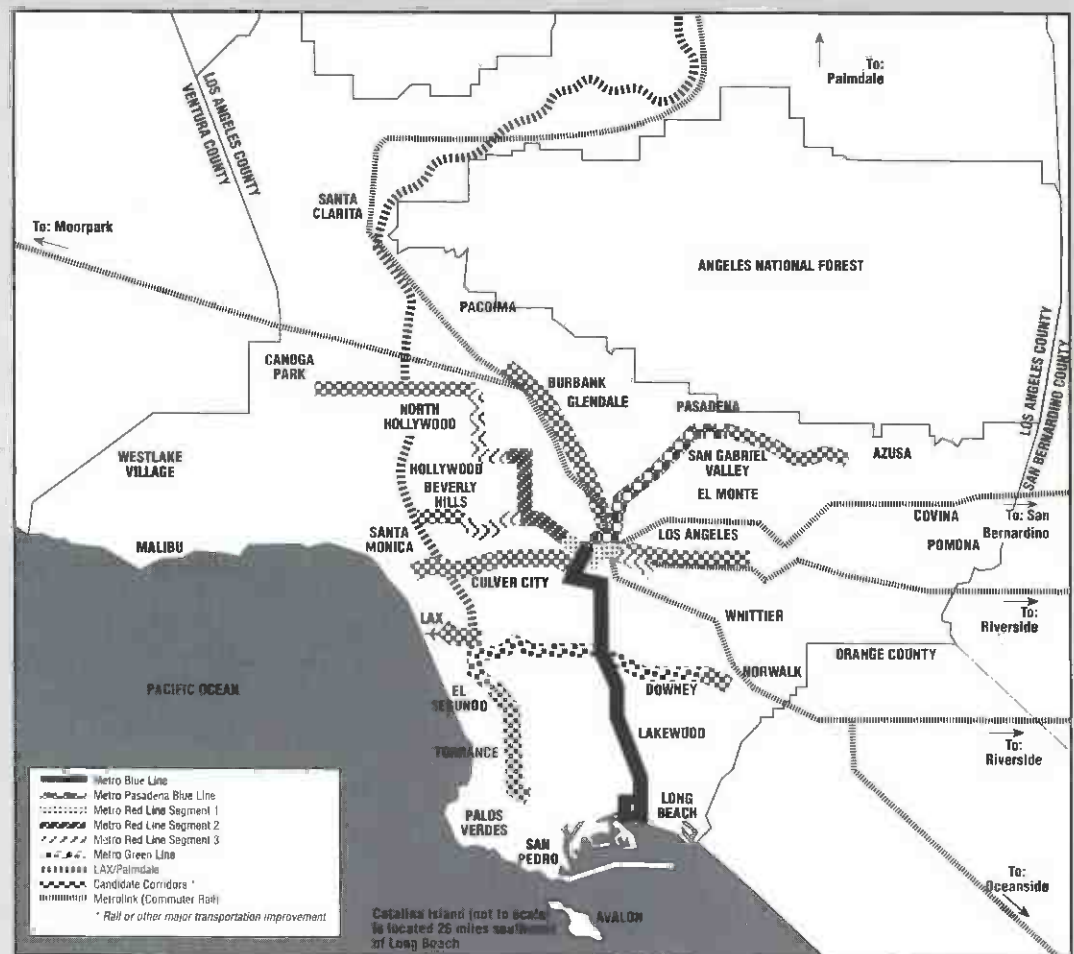 To:
Palmdale
LOS ANGELES COUNTY
VENTURA COUNTY
SANTA
CLARITA
To: Moorpark
ANGELES NATIONAL FOREST
PACOIMA
LOS ANGELES COUNTY
SAN BERNARDINO COUNTY
CANOGA
PARK
BURBANK
GLENDALE
NORTH
HOLLYWOOD
PASADENA
WESTLAKE
VILLAGE
HOLLYWOOD
BEVERLY
HILLS
SAN GABRIEL
VALLEY
AZUSA
EL MONTE
COVINA
To: San
Bernardino
SANTA
MONICA
LOS ANGELES
POMONA
MALIBU
CULVER CITY
WHITTIER
To:
Riverside
LAX
ORANGE COUNTY
NORWALK
PACIFIC OCEAN
EL
SEGUNDO
DOWNEY
LAKEWOOD
To:
Riverside
TORRANCE
PALOS
VERDES
LONG
BEACH
SAN
PEDRO
Metro Blue Line
Metro Pasadena Blue Line
Metro Red Line Segment 1
Metro Red Line Segment 2
Metro Red Line Segment 3
Metro Green Line
LAX/Palmdale
Candidate Corridors *
Metrolink (Commuter Rail)
* Rail or other major transportation improvement
To:
Oceanside
Catalina Island (not to scale
is located 26 miles
of Long Beach
AVALON